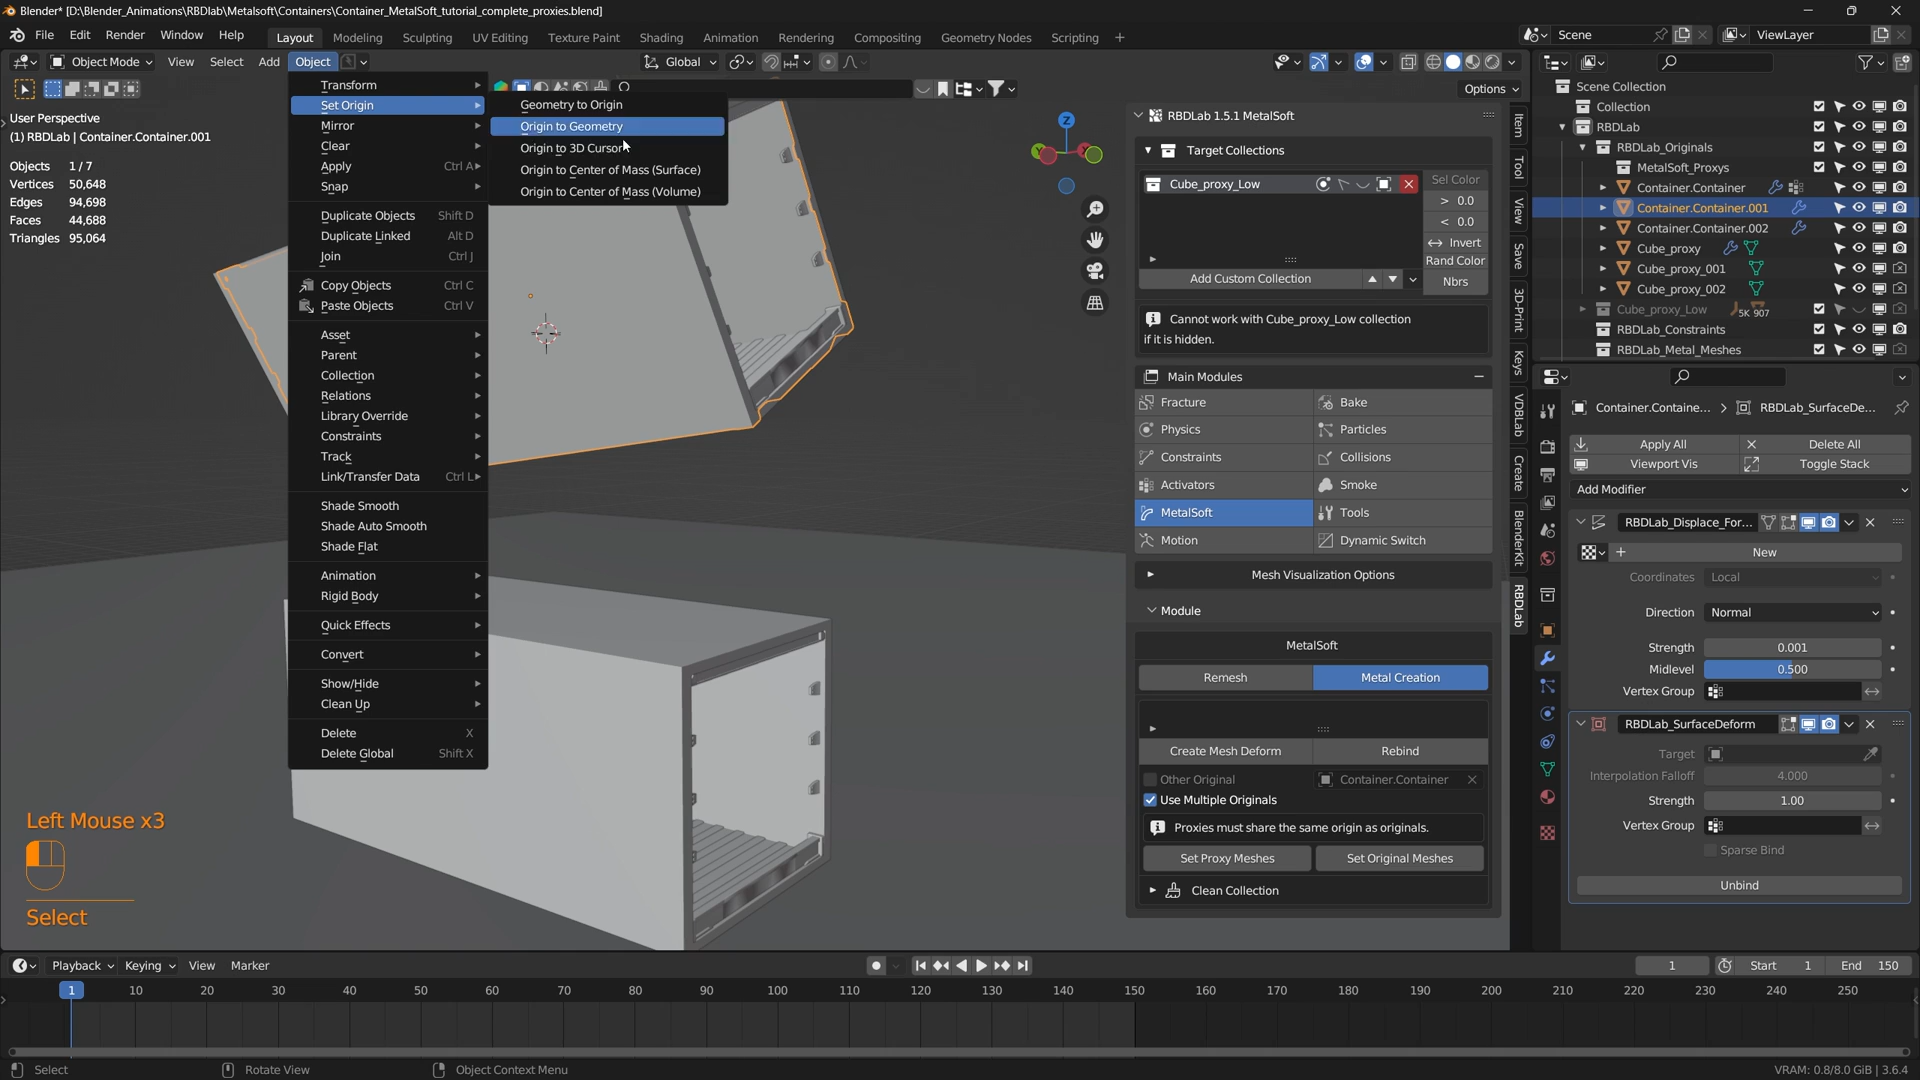 Blender* [D:\Blender_Animations\RBDlab\Metalsoft\Containers\Container_MetalSoft_tutorial_complete_proxies.blend]
File Edit Render Window Help Layout Modeling Sculpting UV Editing Texture Paint Shading Animation Rendering Compositing Geometry Nodes Scripting + Scene ViewLayer
Object Mode View Select Add Object Global
Options
User Perspective
(1) RBDLab | Container.Container.001
Objects 1 / 7
Vertices 50,648
Edges 94,698
Faces 44,688
Triangles 95,064
Transform
Set Origin
Mirror
Clear
Apply Ctrl A
Snap
Duplicate Objects Shift D
Duplicate Linked Alt D
Join Ctrl J
Copy Objects Ctrl C
Paste Objects Ctrl V
Asset
Parent
Collection
Relations
Library Override
Constraints
Track
Link/Transfer Data Ctrl L
Shade Smooth
Shade Auto Smooth
Shade Flat
Animation
Rigid Body
Quick Effects
Convert
Show/Hide
Clean Up
Delete X
Delete Global Shift X
Geometry to Origin
Origin to Geometry
Origin to 3D Cursor
Origin to Center of Mass (Surface)
Origin to Center of Mass (Volume)
Z
Y
Left Mouse x3
Select
RBDLab 1.5.1 MetalSoft
Target Collections
Cube_proxy_Low
Sel Color
> 0.0
< 0.0
Invert
Rand Color
Nbrs
Add Custom Collection
Cannot work with Cube_proxy_Low collection
if it is hidden.
Main Modules
Fracture Bake
Physics Particles
Constraints Collisions
Activators Smoke
MetalSoft Tools
Motion Dynamic Switch
Mesh Visualization Options
Module
MetalSoft
Remesh Metal Creation
Create Mesh Deform Rebind
Other Original Container.Container
Use Multiple Originals
Proxies must share the same origin as originals.
Set Proxy Meshes Set Original Meshes
Clean Collection
Item
Tool
View
Save
3D-Print
Keys
VDBLab
Create
BlenderKit
RBDLab
Scene Collection
Collection
RBDLab
RBDLab_Originals
MetalSoft_Proxys
Container.Container
Container.Container.001
Container.Container.002
Cube_proxy
Cube_proxy_001
Cube_proxy_002
Cube_proxy_Low 5K 907
RBDLab_Constraints
RBDLab_Metal_Meshes
Container.Containe... RBDLab_SurfaceDe...
Apply All Delete All
Viewport Vis Toggle Stack
Add Modifier
RBDLab_Displace_For...
New
Coordinates Local
Direction Normal
Strength 0.001
Midlevel 0.500
Vertex Group
RBDLab_SurfaceDeform
Target
Interpolation Falloff 4.000
Strength 1.00
Vertex Group
Sparse Bind
Unbind
Playback Keying View Marker 1 Start 1 End 150
1 10 20 30 40 50 60 70 80 90 100 110 120 130 140 150 160 170 180 190 200 210 220 230 240 250
Select Rotate View Object Context Menu VRAM: 0.8/8.0 GiB | 3.6.4